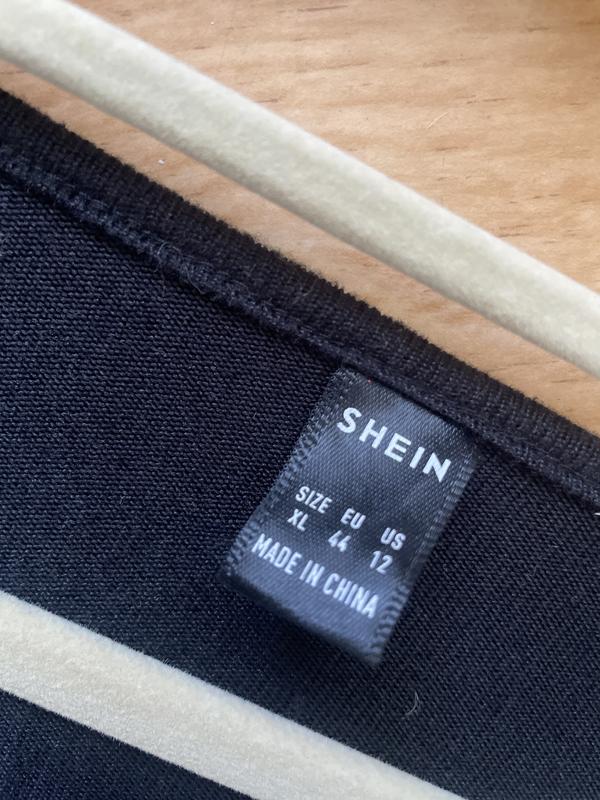 SHEIN
SIZE EU US
XL 44 12
MADE IN CHINA